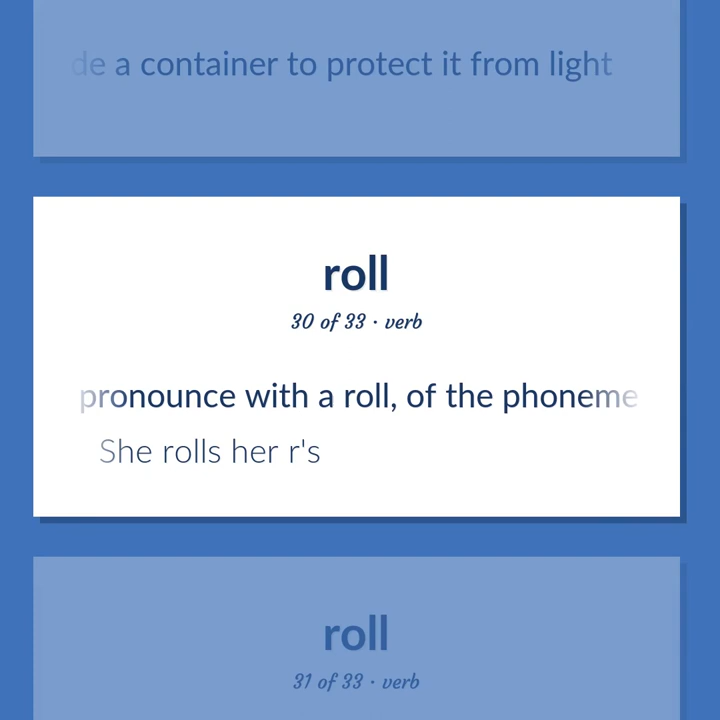 a container to protect it from light
roll
30 of 33 · verb
pronounce with a roll, of the phoneme
She rolls her r's
roll
31 of 33 · verb